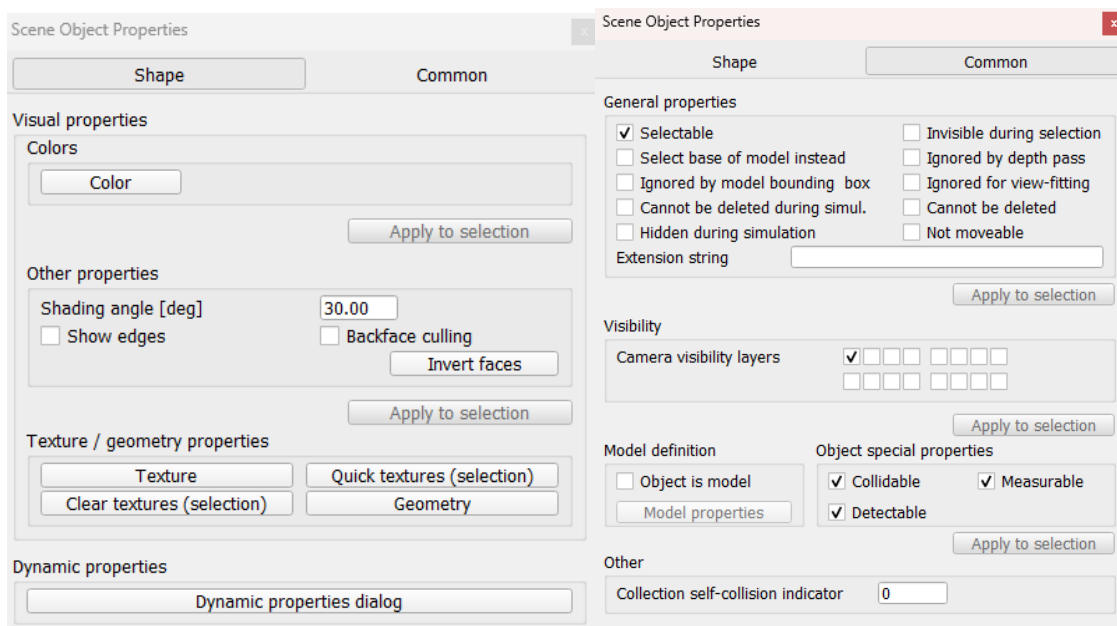 Scene Object Properties
x
Shape Common
Visual properties
Colors
Color
Apply to selection
Other properties
Shading angle [deg] 30.00
Show edges Backface culling
Invert faces
Apply to selection
Texture / geometry properties
Texture Quick textures (selection)
Clear textures (selection) Geometry
Dynamic properties
Dynamic properties dialog
Scene Object Properties
x
Shape Common
General properties
Selectable Invisible during selection
Select base of model instead Ignored by depth pass
Ignored by model bounding box Ignored for view-fitting
Cannot be deleted during simul. Cannot be deleted
Hidden during simulation Not moveable
Extension string
Apply to selection
Visibility
Camera visibility layers
Apply to selection
Model definition Object special properties
Object is model Collidable Measurable
Model properties Detectable
Apply to selection
Other
Collection self-collision indicator 0